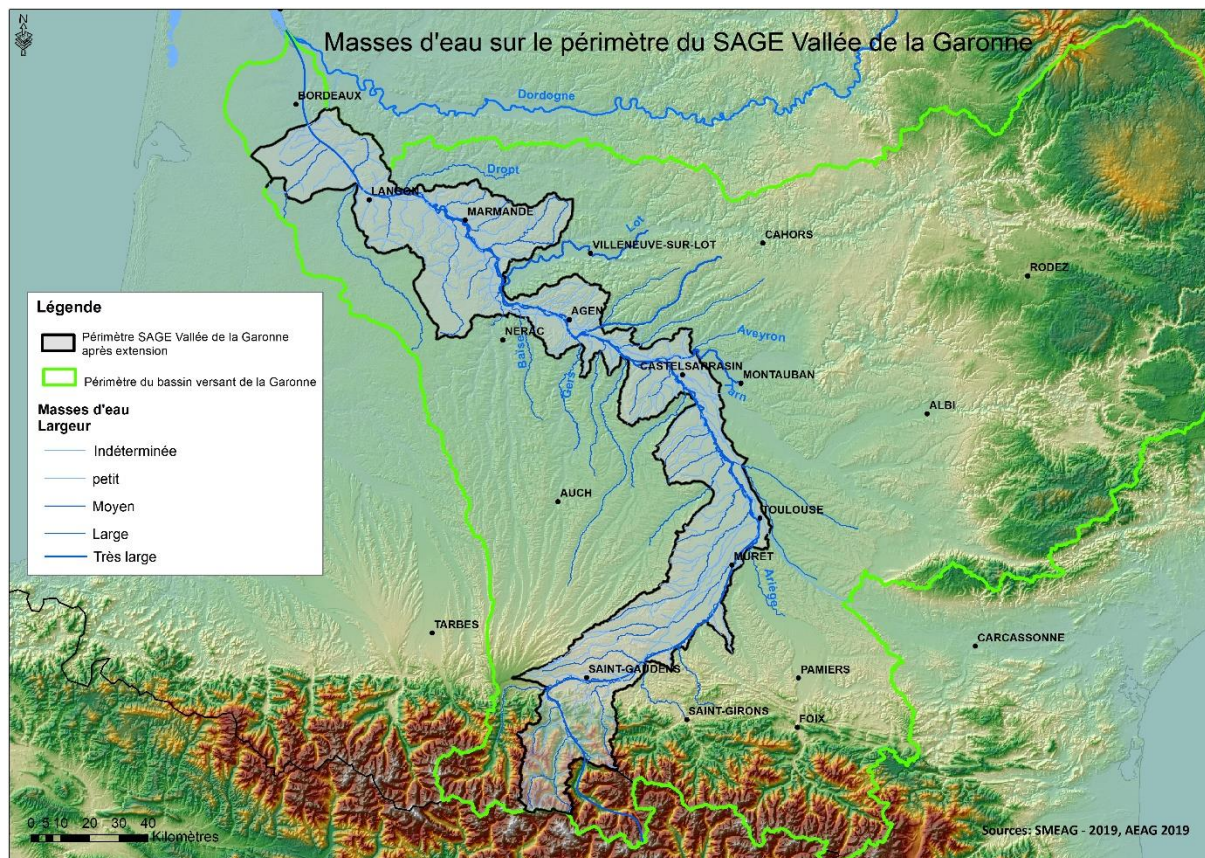 N
Masses d'eau sur le périmètre du SAGE Vallée de la Garonne
BORDEAUX
Dordogne
Dropt
LANGON
MARMANDE
Lot
VILLENEUVE-SUR-LOT
CAHORS
RODEZ
AGEN
NERAC
Baïse
Gers
Aveyron
CASTELSARRASIN
MONTAUBAN
Tarn
ALBI
AUCH
TOULOUSE
MURET
Ariège
TARBES
CARCASSONNE
SAINT-GAUDENS
PAMIERS
SAINT-GIRONS
FOIX
Légende
Périmètre SAGE Vallée de la Garonne
après extension
Périmètre du bassin versant de la Garonne
Masses d'eau
Largeur
Indéterminée
petit
Moyen
Large
Très large
0 5 10 20 30 40
Kilomètres
Sources: SMEAG - 2019, AEAG 2019